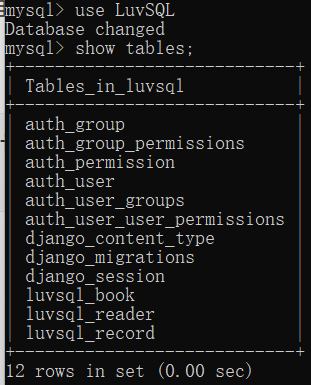 mysql> use LuvSQL
Database changed
mysql> show tables;
+----------------------------+
| Tables_in_luvsql           |
+----------------------------+
| auth_group                 |
| auth_group_permissions     |
| auth_permission            |
| auth_user                  |
| auth_user_groups           |
| auth_user_user_permissions |
| django_content_type        |
| django_migrations          |
| django_session             |
| luvsql_book                |
| luvsql_reader              |
| luvsql_record              |
+----------------------------+
12 rows in set (0.00 sec)